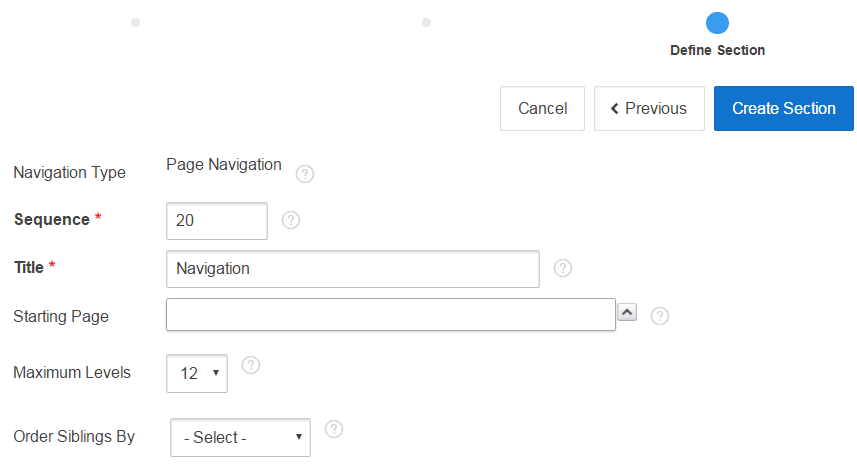 Define Section
Cancel Previous Create Section
Navigation Type Page Navigation ?
Sequence * 20 ?
Title * Navigation ?
Starting Page ?
Maximum Levels 12 ?
Order Siblings By - Select - ?